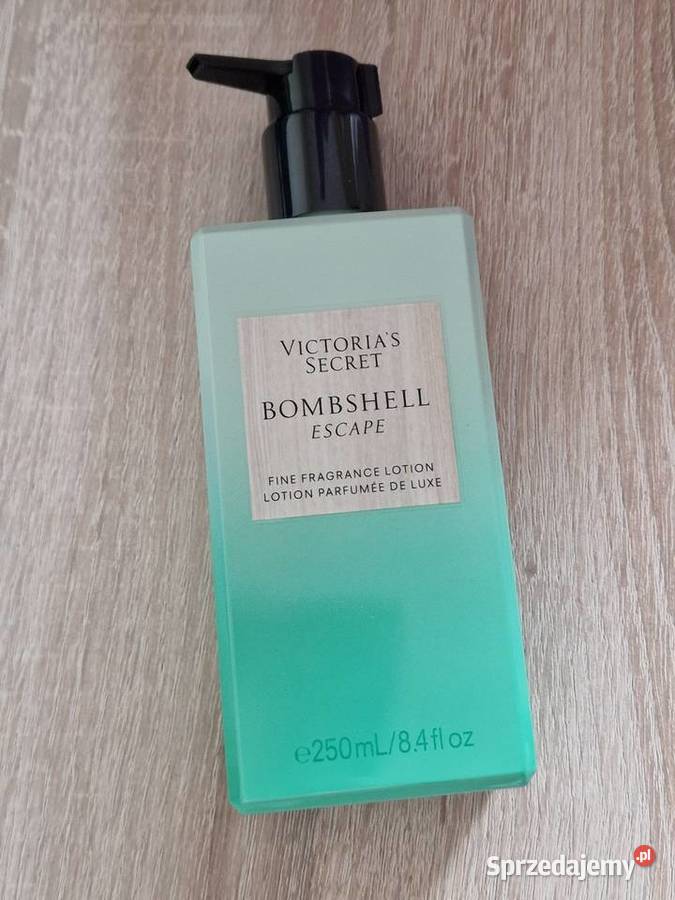 VICTORIA'S
SECRET
BOMBSHELL
ESCAPE
FINE FRAGRANCE LOTION
LOTION PARFUMÉE DE LUXE
℮250mL/8.4fl oz
Sprzedajemy.pl